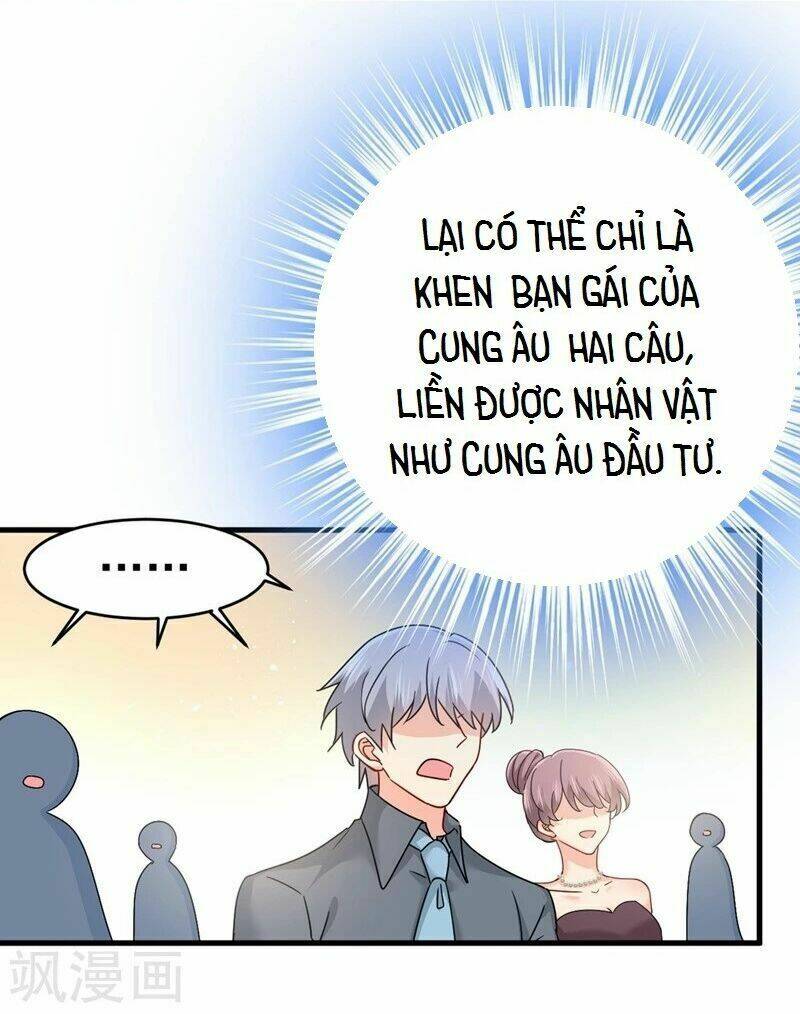 LẠI CÓ THỂ CHỈ LÀ
KHEN BẠN GÁI CỦA
CUNG ÂU HAI CÂU,
LIỀN ĐƯỢC NHÂN VẬT
NHƯ CUNG ÂU ĐẦU TƯ.
......
飒漫画